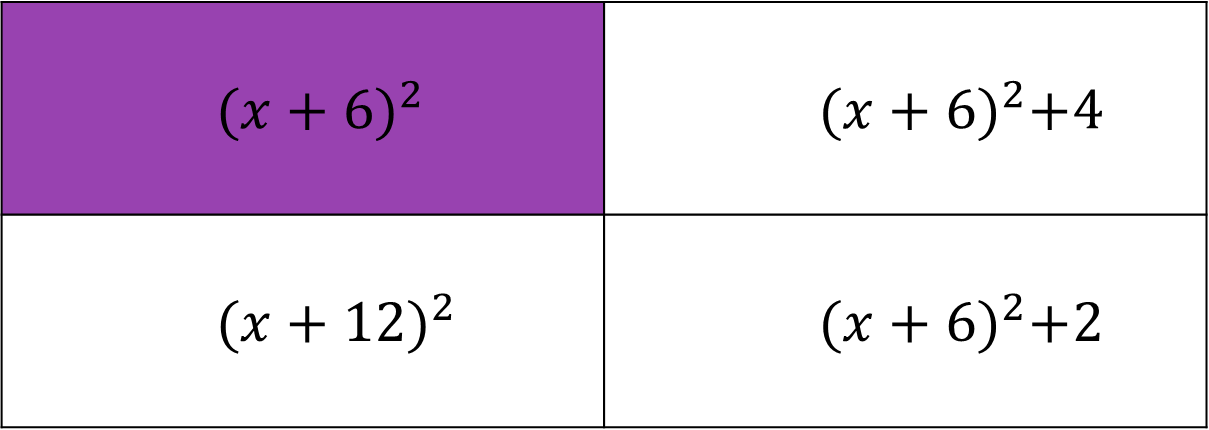 (𝑥 + 6)²
(𝑥 + 6)²+4
(𝑥 + 12)²
(𝑥 + 6)²+2